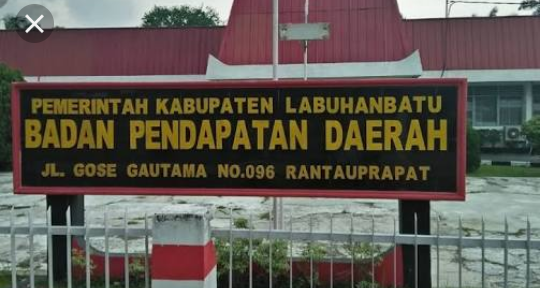 PEMERINTAH KABUPATEN LABUHANBATU
BADAN PENDAPATAN DAERAH
JL. GOSE GAUTAMA NO.096 RANTAUPRAPAT